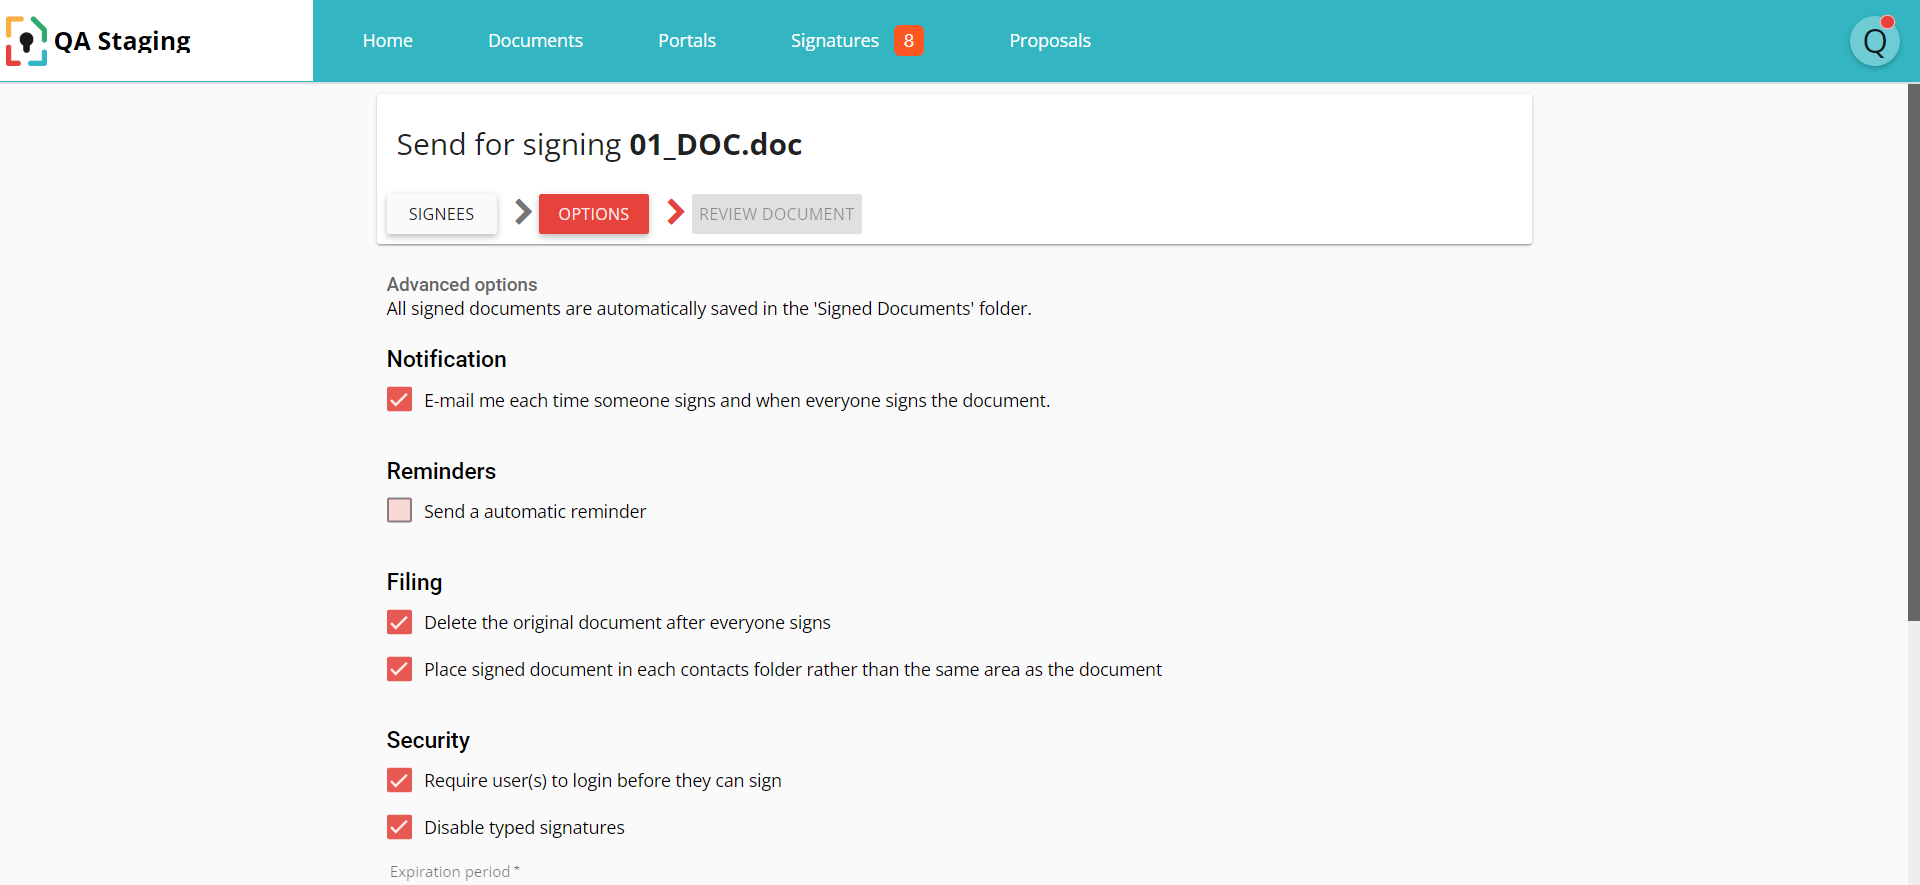 QA Staging
Home Documents Portals Signatures 8 Proposals
Q
Send for signing 01_DOC.doc
SIGNEES OPTIONS REVIEW DOCUMENT
Advanced options
All signed documents are automatically saved in the 'Signed Documents' folder.
Notification
E-mail me each time someone signs and when everyone signs the document.
Reminders
Send a automatic reminder
Filing
Delete the original document after everyone signs
Place signed document in each contacts folder rather than the same area as the document
Security
Require user(s) to login before they can sign
Disable typed signatures
Expiration period *